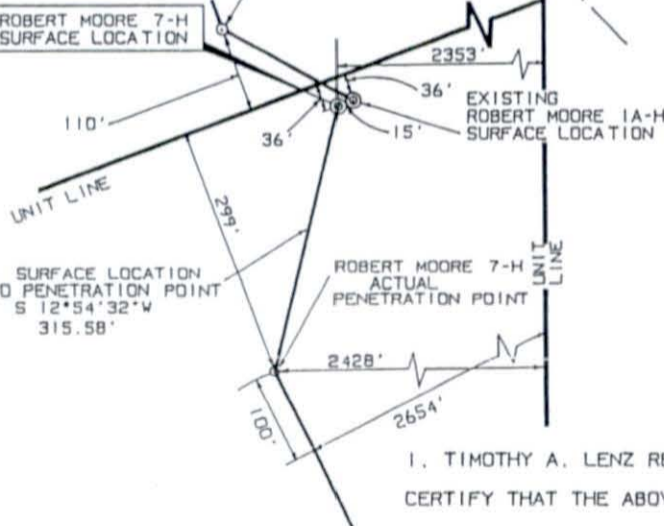 ROBERT MOORE 7-H
SURFACE LOCATION
2353'
36'
EXISTING
ROBERT MOORE 1A-H
SURFACE LOCATION
110'
36'
15'
UNIT LINE
299'
SURFACE LOCATION
PENETRATION POINT
S 12°54'32"W
315.58'
ROBERT MOORE 7-H
ACTUAL
PENETRATION POINT
UNIT
LINE
2428'
2654'
100'
I, TIMOTHY A. LENZ
CERTIFY THAT THE